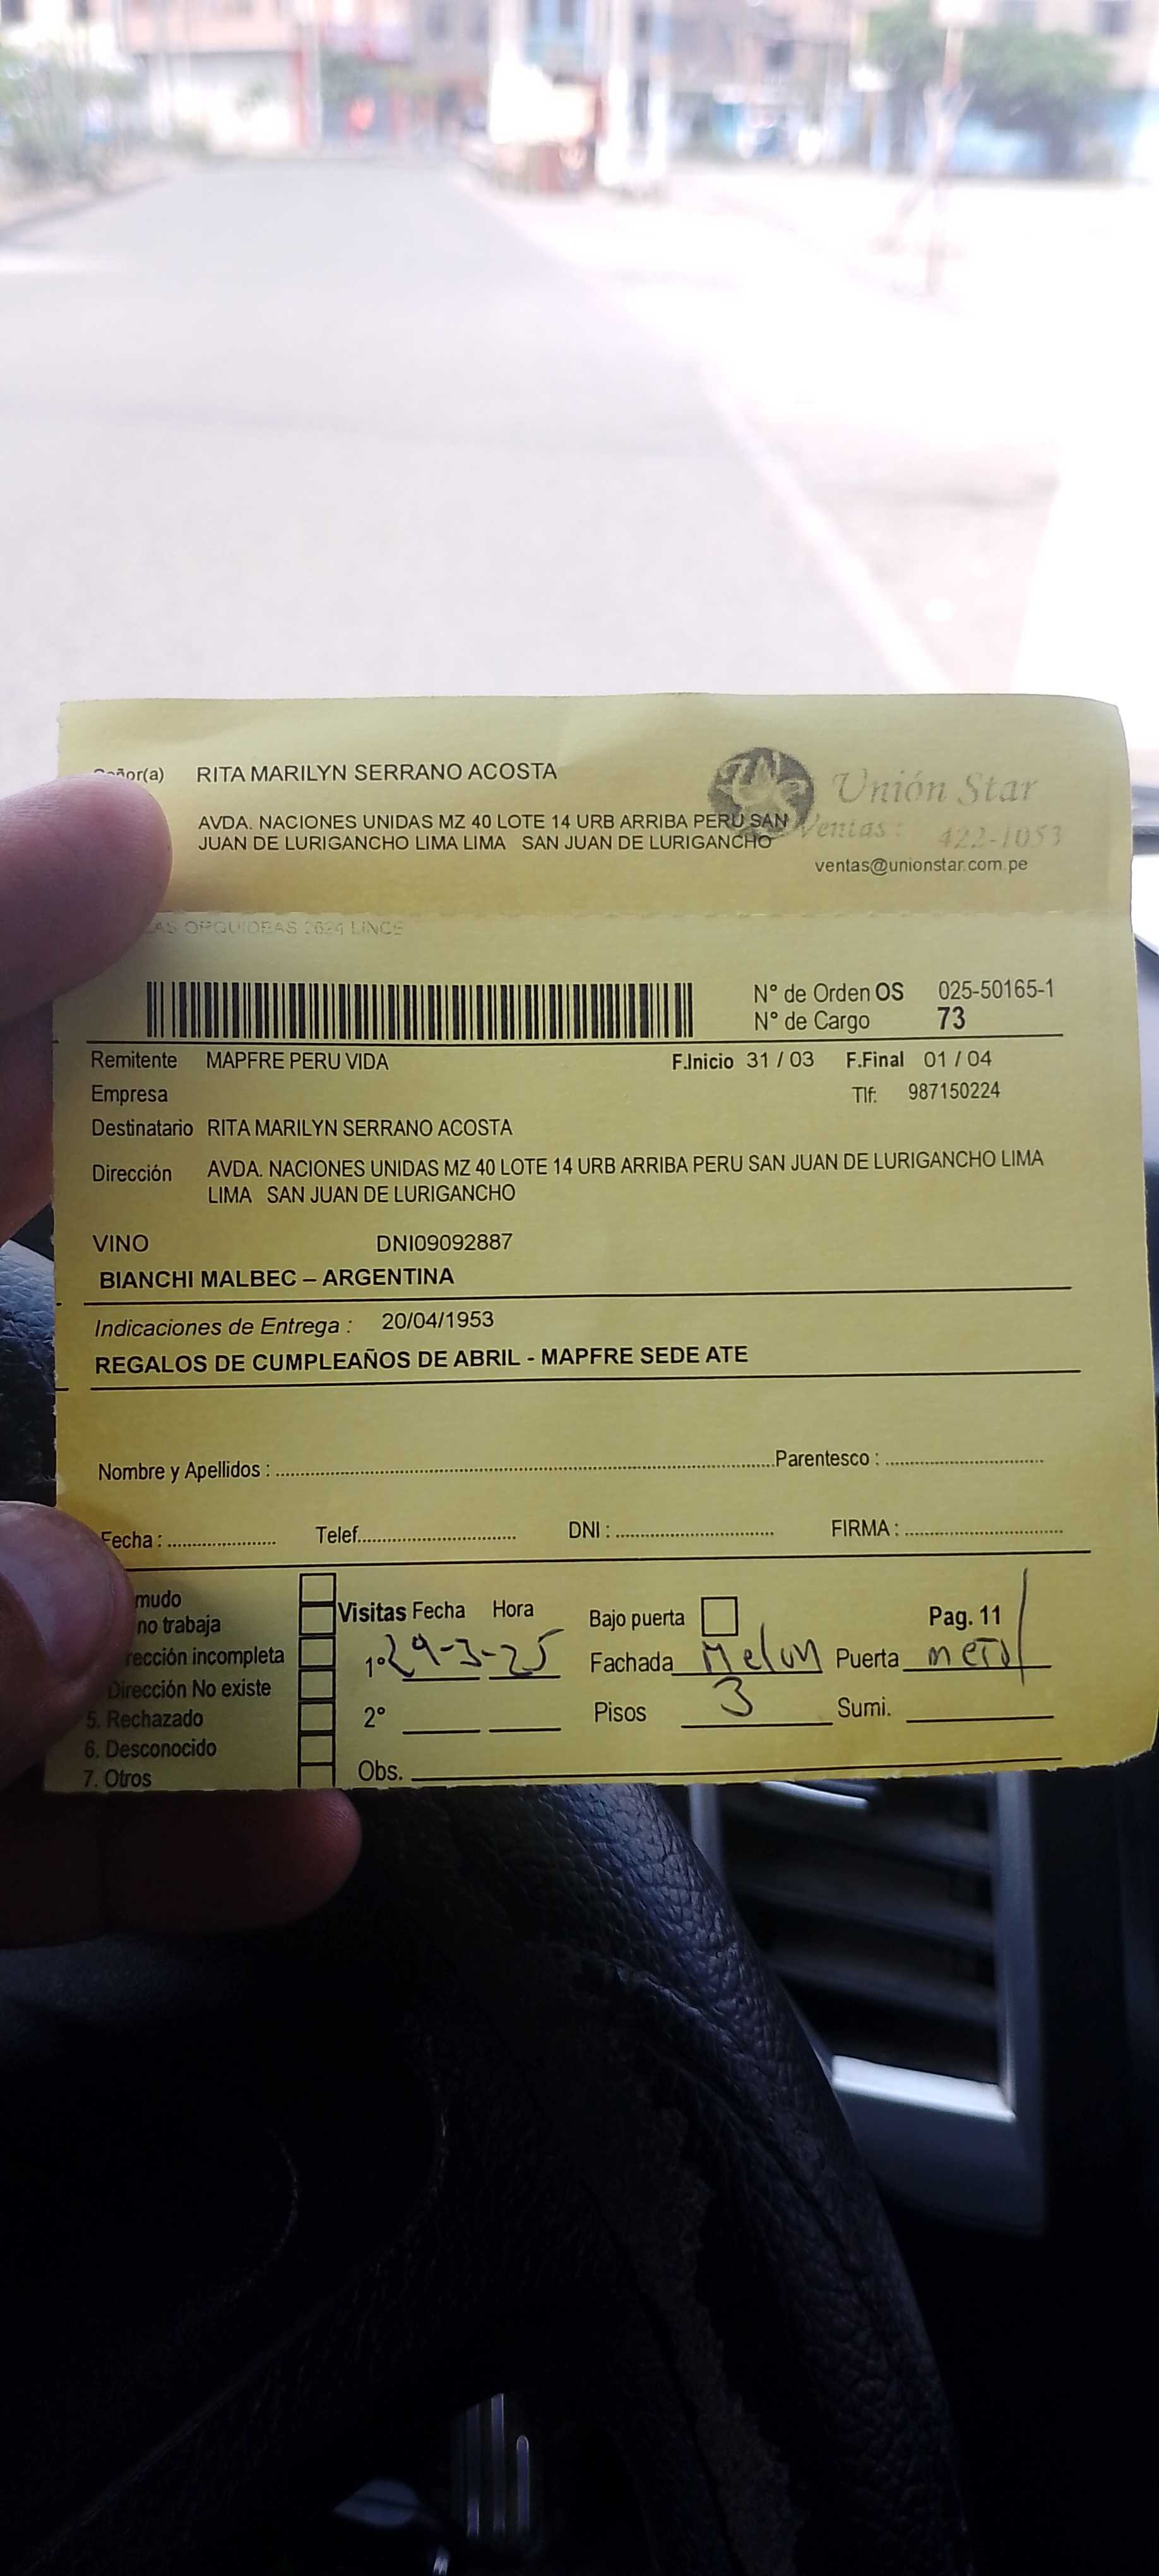 Señor(a) RITA MARILYN SERRANO ACOSTA
AVDA. NACIONES UNIDAS MZ 40 LOTE 14 URB ARRIBA PERU SAN
JUAN DE LURIGANCHO LIMA LIMA SAN JUAN DE LURIGANCHO
Unión Star
Ventas: 422-1053
ventas@unionstar.com.pe
LAS ORQUIDEAS 2624 LINCE
N° de Orden OS 025-50165-1
N° de Cargo 73
Remitente MAPFRE PERU VIDA F.Inicio 31 / 03 F.Final 01 / 04
Empresa Tlf: 987150224
Destinatario RITA MARILYN SERRANO ACOSTA
Dirección AVDA. NACIONES UNIDAS MZ 40 LOTE 14 URB ARRIBA PERU SAN JUAN DE LURIGANCHO LIMA
LIMA SAN JUAN DE LURIGANCHO
VINO DNI09092887
BIANCHI MALBEC – ARGENTINA
Indicaciones de Entrega : 20/04/1953
REGALOS DE CUMPLEAÑOS DE ABRIL - MAPFRE SEDE ATE
Nombre y Apellidos : Parentesco :
Fecha : Telef. DNI : FIRMA :
mudo
no trabaja
rección incompleta
Dirección No existe
5. Rechazado
6. Desconocido
7. Otros
Visitas Fecha Hora
1° 29-3-25
2°
Obs.
Bajo puerta Pag. 11
Fachada Melon Puerta metal
Pisos 3 Sumi.